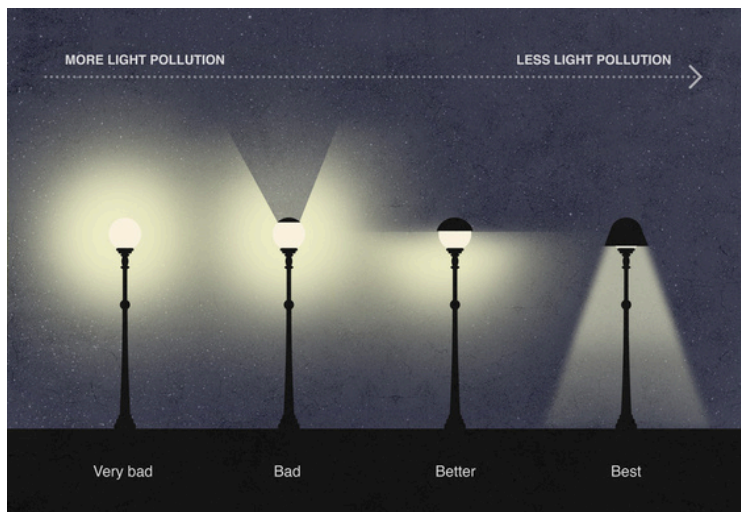 MORE LIGHT POLLUTION
LESS LIGHT POLLUTION
Very bad
Bad
Better
Best